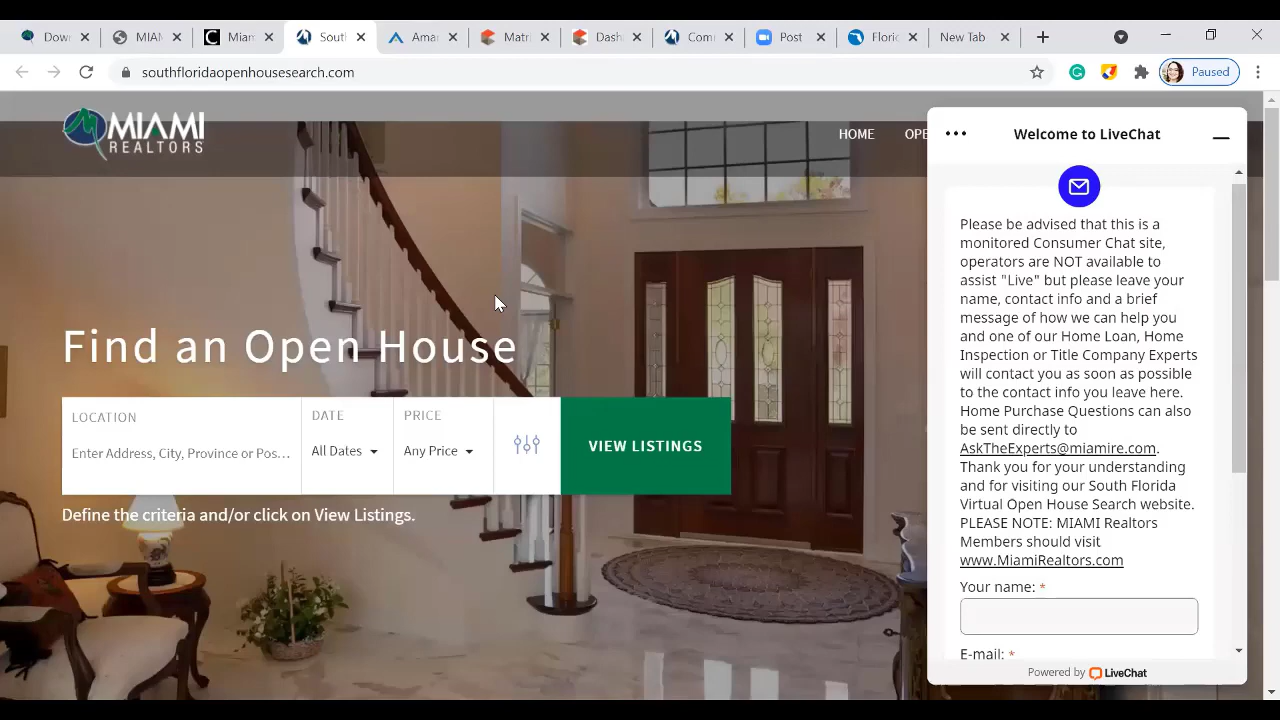 Dow
MIAM
Miam
Sout
Amar
Matri
Dash
Com
Post
Flori
New Tab
southfloridaopenhousesearch.com
Paused
MIAMI
REALTORS
HOME
OPE
Welcome to LiveChat
Please be advised that this is a
monitored Consumer Chat site,
operators are NOT available to
assist "Live" but please leave your
name, contact info and a brief
message of how we can help you
and one of our Home Loan, Home
Inspection or Title Company Experts
will contact you as soon as possible
to the contact info you leave here.
Home Purchase Questions can also
be sent directly to
AskTheExperts@miamire.com.
Thank you for your understanding
and for visiting our South Florida
Virtual Open House Search website.
PLEASE NOTE: MIAMI Realtors
Members should visit
www.MiamiRealtors.com
Your name: *
E-mail: *
Powered by LiveChat
Find an Open House
LOCATION
Enter Address, City, Province or Pos...
DATE
All Dates
PRICE
Any Price
VIEW LISTINGS
Define the criteria and/or click on View Listings.